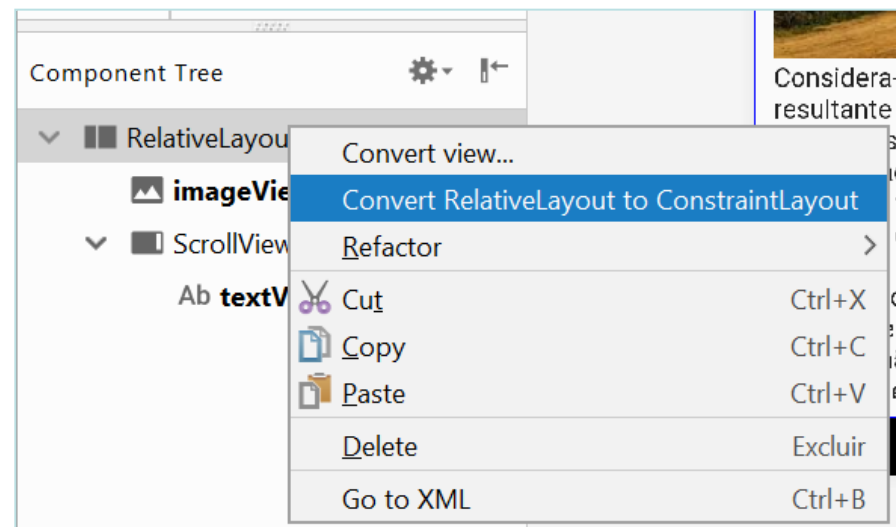 Component Tree
Considera-
resultante
RelativeLayou
Convert view...
imageVie
Convert RelativeLayout to ConstraintLayout
ScrollView
Refactor
Ab textV
Cut Ctrl+X
Copy Ctrl+C
Paste Ctrl+V
Delete Excluir
Go to XML Ctrl+B